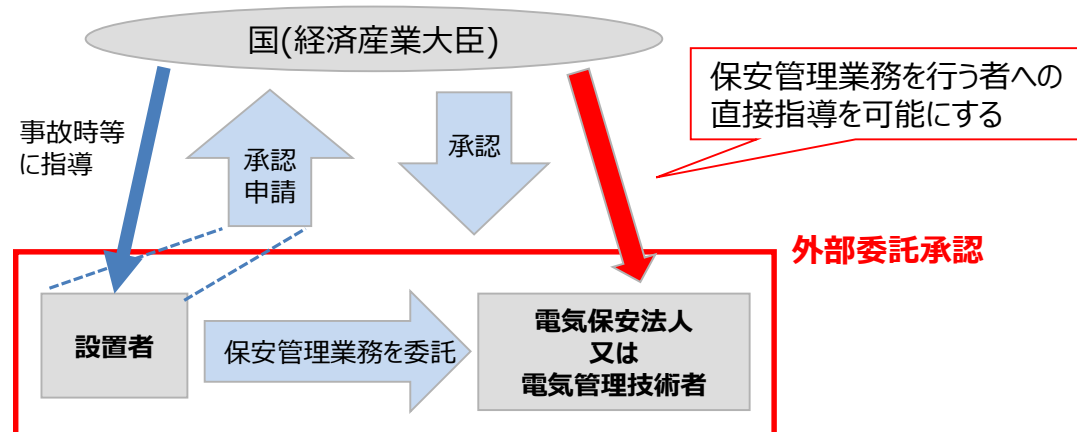 国(経済産業大臣)
保安管理業務を行う者への
直接指導を可能にする
事故時等
に指導
承認
申請
承認
外部委託承認
設置者
保安管理業務を委託
電気保安法人
又は
電気管理技術者